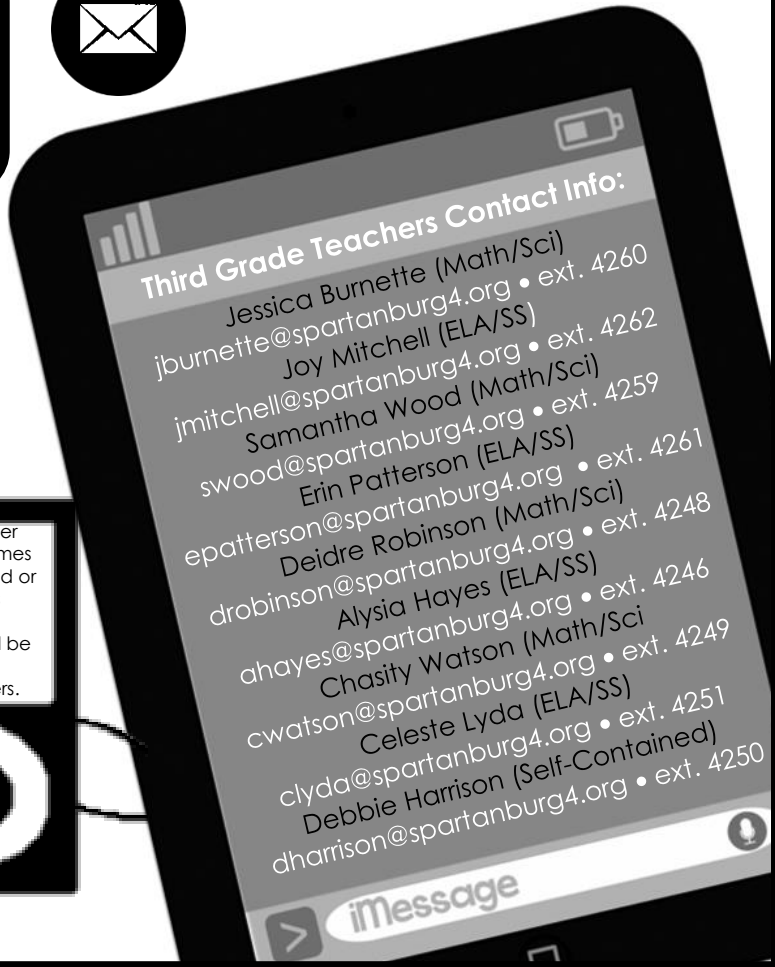 Third Grade Teachers Contact Info:
Jessica Burnette (Math/Sci)
jburnette@spartanburg4.org • ext. 4260
Joy Mitchell (ELA/SS)
jmitchell@spartanburg4.org • ext. 4262
Samantha Wood (Math/Sci)
swood@spartanburg4.org • ext. 4259
Erin Patterson (ELA/SS)
epatterson@spartanburg4.org • ext. 4261
Deidre Robinson (Math/Sci)
drobinson@spartanburg4.org • ext. 4248
Alysia Hayes (ELA/SS)
ahayes@spartanburg4.org • ext. 4246
Chasity Watson (Math/Sci
cwatson@spartanburg4.org • ext. 4249
Celeste Lyda (ELA/SS)
clyda@spartanburg4.org • ext. 4251
Debbie Harrison (Self-Contained)
dharrison@spartanburg4.org • ext. 4250
> iMessage
or
be